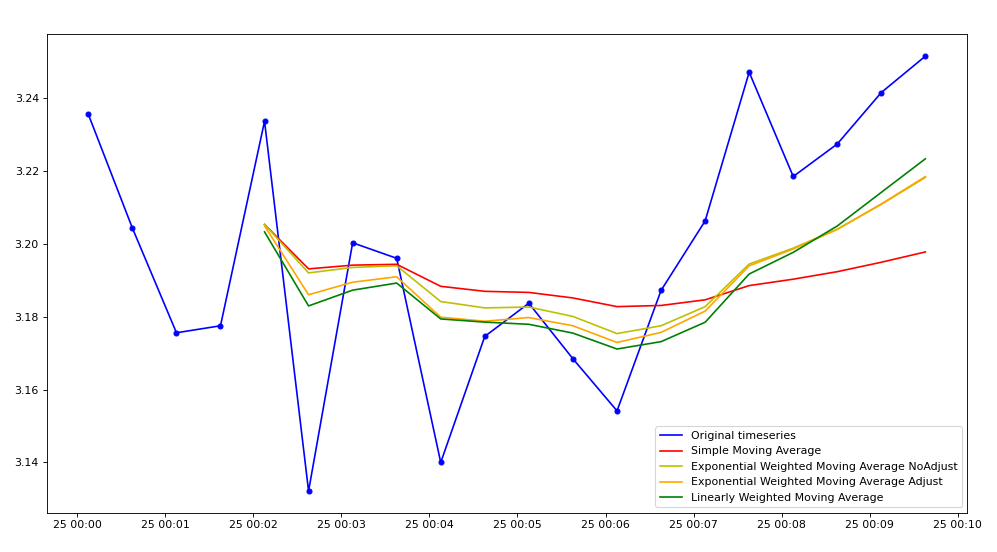 3.24
3.22
3.20
3.18
3.16
3.14
Original timeseries
Simple Moving Average
Exponential Weighted Moving Average NoAdjust
Exponential Weighted Moving Average Adjust
Linearly Weighted Moving Average
25 00:00 25 00:01 25 00:02 25 00:03 25 00:04 25 00:05 25 00:06 25 00:07 25 00:08 25 00:09 25 00:10